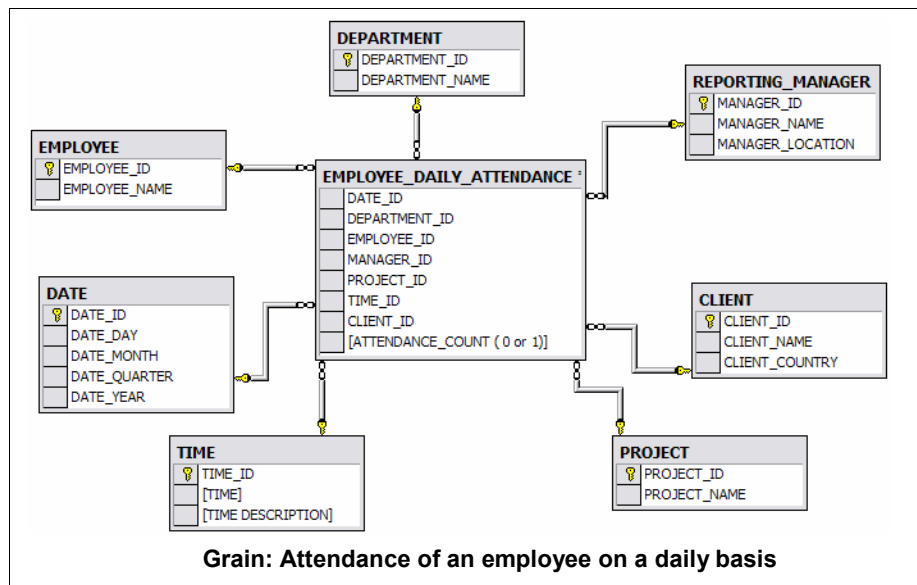 DEPARTMENT
DEPARTMENT_ID
DEPARTMENT_NAME
REPORTING_MANAGER
MANAGER_ID
MANAGER_NAME
MANAGER_LOCATION
EMPLOYEE
EMPLOYEE_ID
EMPLOYEE_NAME
EMPLOYEE_DAILY_ATTENDANCE *
DATE_ID
DEPARTMENT_ID
EMPLOYEE_ID
MANAGER_ID
PROJECT_ID
TIME_ID
CLIENT_ID
[ATTENDANCE_COUNT ( 0 or 1)]
DATE
DATE_ID
DATE_DAY
DATE_MONTH
DATE_QUARTER
DATE_YEAR
CLIENT
CLIENT_ID
CLIENT_NAME
CLIENT_COUNTRY
TIME
TIME_ID
[TIME]
[TIME DESCRIPTION]
PROJECT
PROJECT_ID
PROJECT_NAME
Grain: Attendance of an employee on a daily basis